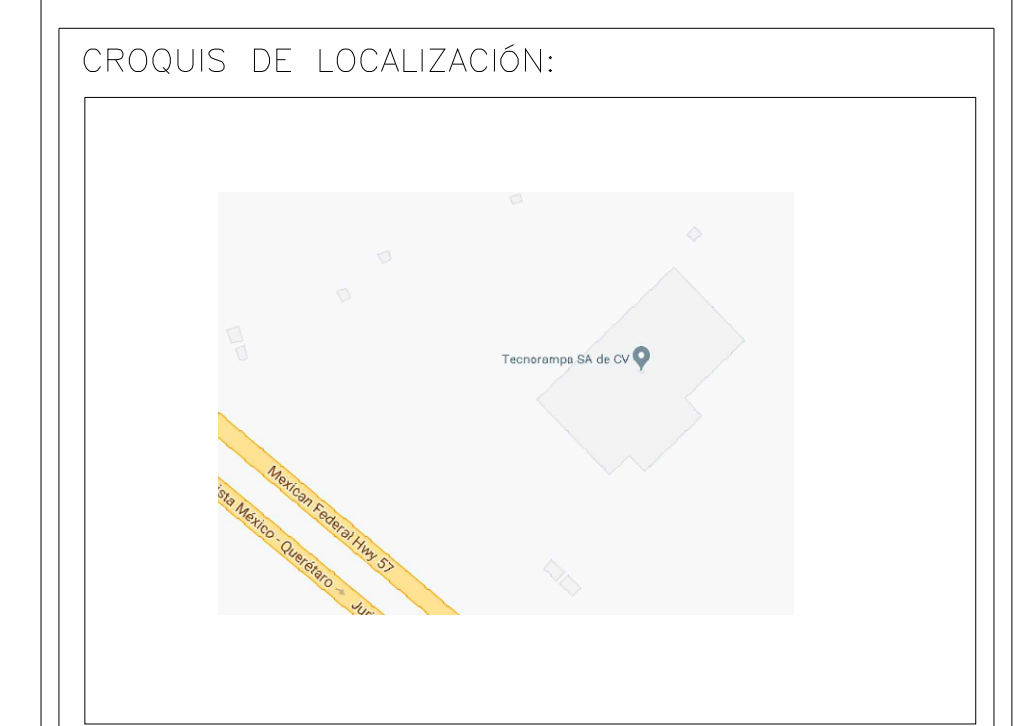 CROQUIS DE LOCALIZACIÓN:
Tecnorampa SA de CV
Mexican Federal Hwy 57
ista México - Querétaro